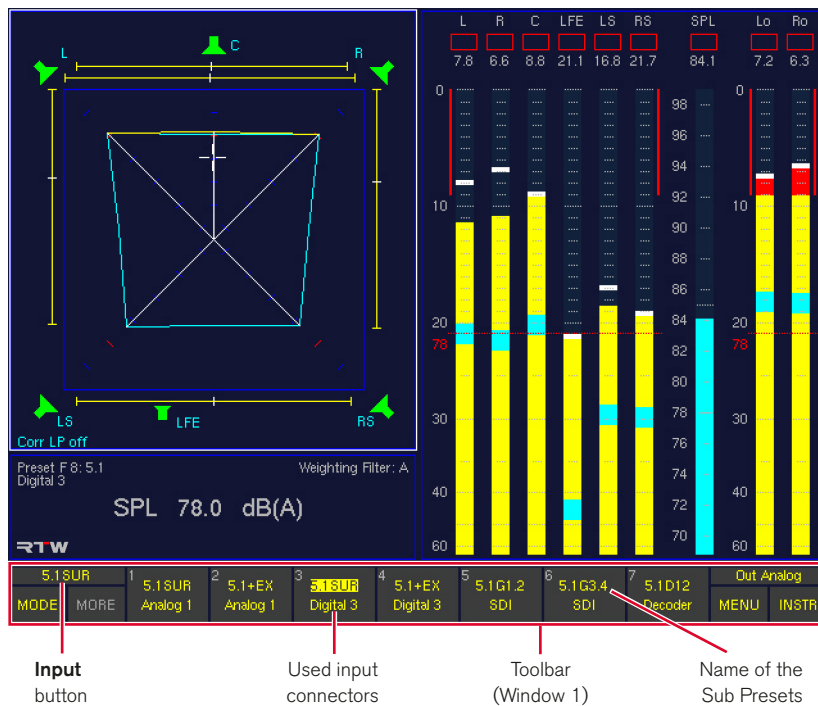 L R C LFE LS RS SPL Lo Ro
7.8 6.6 8.8 21.1 16.8 21.7 84.1 7.2 6.3
L C R
LS LFE RS
Corr LP off
0 10 20 78 30 40 60
98 96 94 92 90 88 86 84 82 80 78 76 74 72 70
0 10 20 78 30 40 60
Preset F 8: 5.1 Weighting Filter: A
Digital 3
SPL 78.0 dB(A)
RTW
5.1SUR 1 2 3 4 5 6 7 Out Analog
5.1SUR 5.1+EX 5.1SUR 5.1+EX 5.1G1.2 5.1G3.4 5.1D12
MODE MORE Analog 1 Analog 1 Digital 3 Digital 3 SDI SDI Decoder MENU INSTR
Input
button
Used input
connectors
Toolbar
(Window 1)
Name of the
Sub Presets